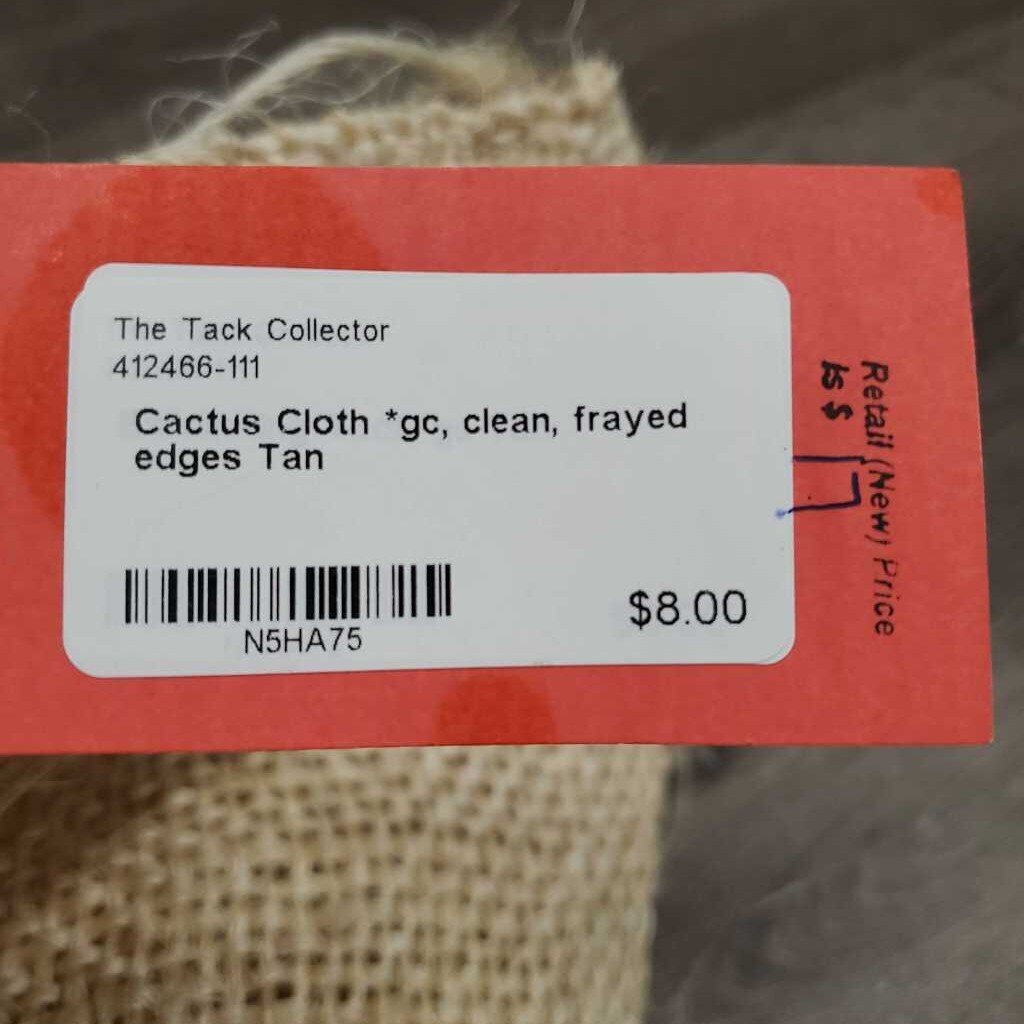 The Tack Collector
412466-111
Cactus Cloth *gc, clean, frayed
edges Tan
N5HA75
$8.00
Retail (New) Price
Is $ 17